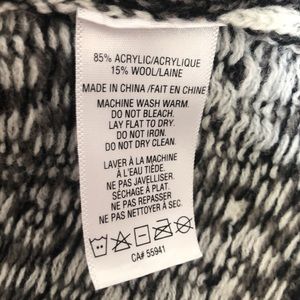 85% ACRYLIC/ACRYLIQUE
15% WOOL/LAINE
MADE IN CHINA /FAIT EN CHINE
MACHINE WASH WARM.
DO NOT BLEACH.
LAY FLAT TO DRY.
DO NOT IRON.
DO NOT DRY CLEAN.
LAVER À LA MACHINE
À L'EAU TIÈDE.
NE PAS JAVELLISER.
SÉCHAGE À PLAT.
NE PAS REPASSER
NE PAS NETTOYER À SEC.
CA# 55941